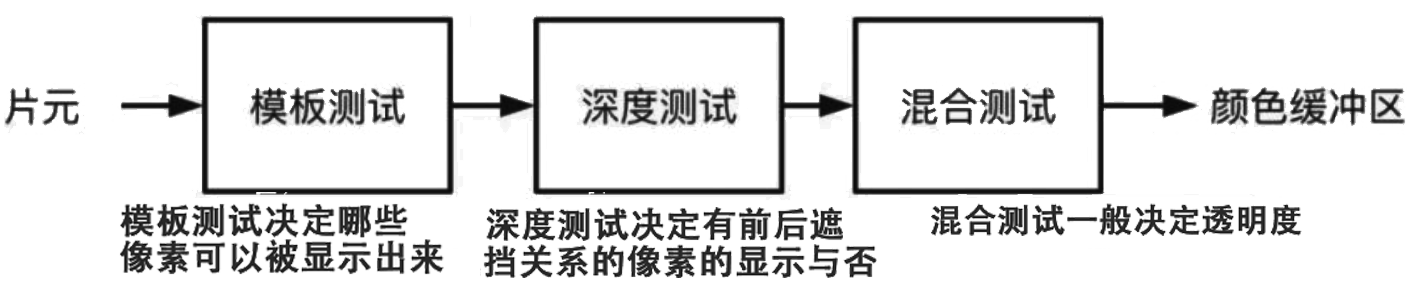 片元
模板测试
深度测试
混合测试
颜色缓冲区
模板测试决定哪些
像素可以被显示出来
深度测试决定有前后遮
挡关系的像素的显示与否
混合测试一般决定透明度